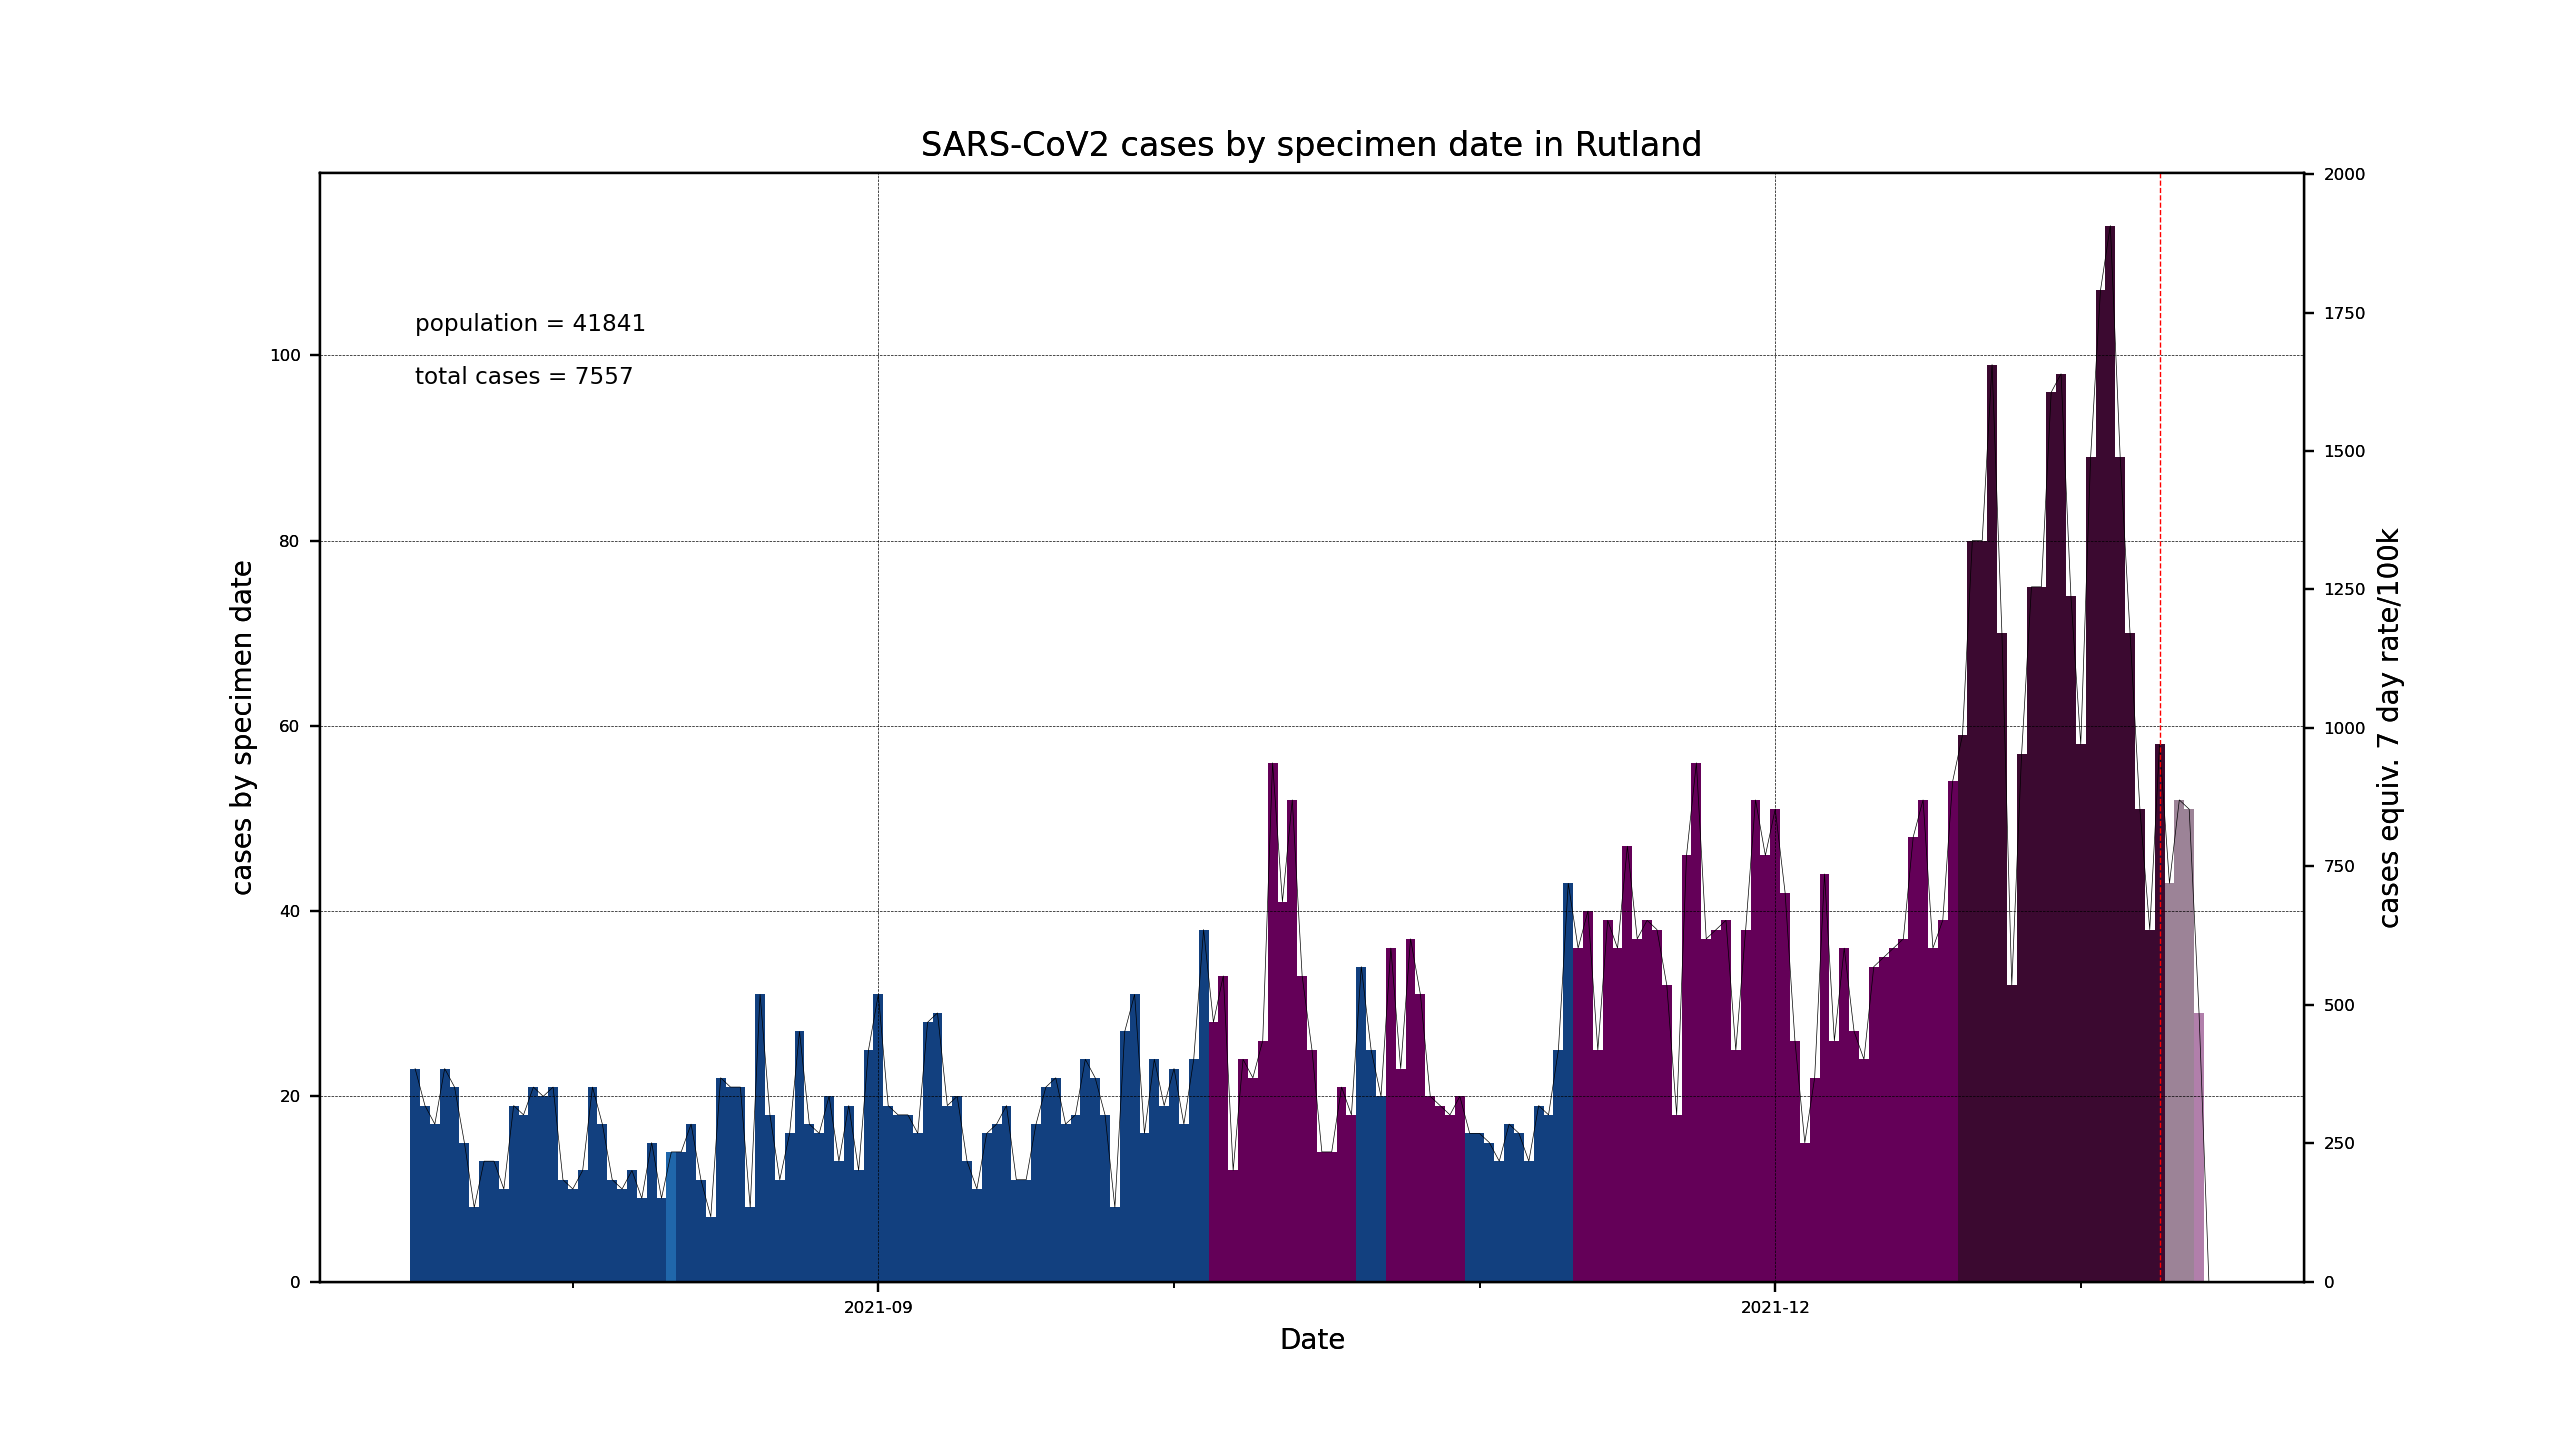 SARS-CoV2 cases by specimen date in Rutland
population = 41841
total cases = 7557
cases by specimen date
100
80
60
40
20
0
2000
1750
1500
1250
1000
750
500
250
0
cases equiv. 7 day rate/100k
2021-09
2021-12
Date